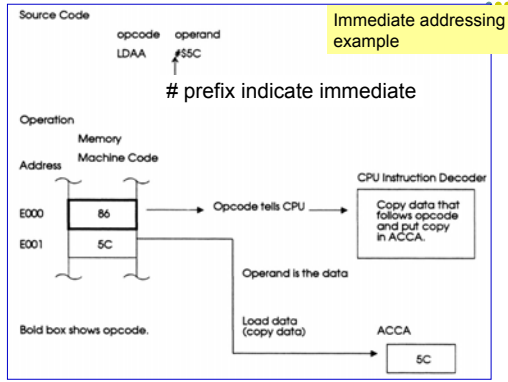 Source Code
Immediate addressing
example
opcode operand
LDAA #$5C
# prefix indicate immediate
Operation
Memory
Address Machine Code
CPU Instruction Decoder
E000 86 Opcode tells CPU
Copy data that
follows opcode
and put copy
in ACCA.
E001 5C
Operand is the data
Load data
(copy data)
ACCA
Bold box shows opcode.
5C